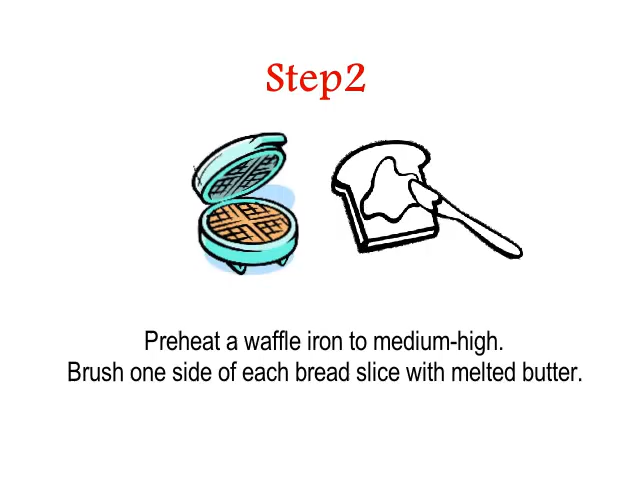 Step2
Preheat a waffle iron to medium-high.
Brush one side of each bread slice with melted butter.